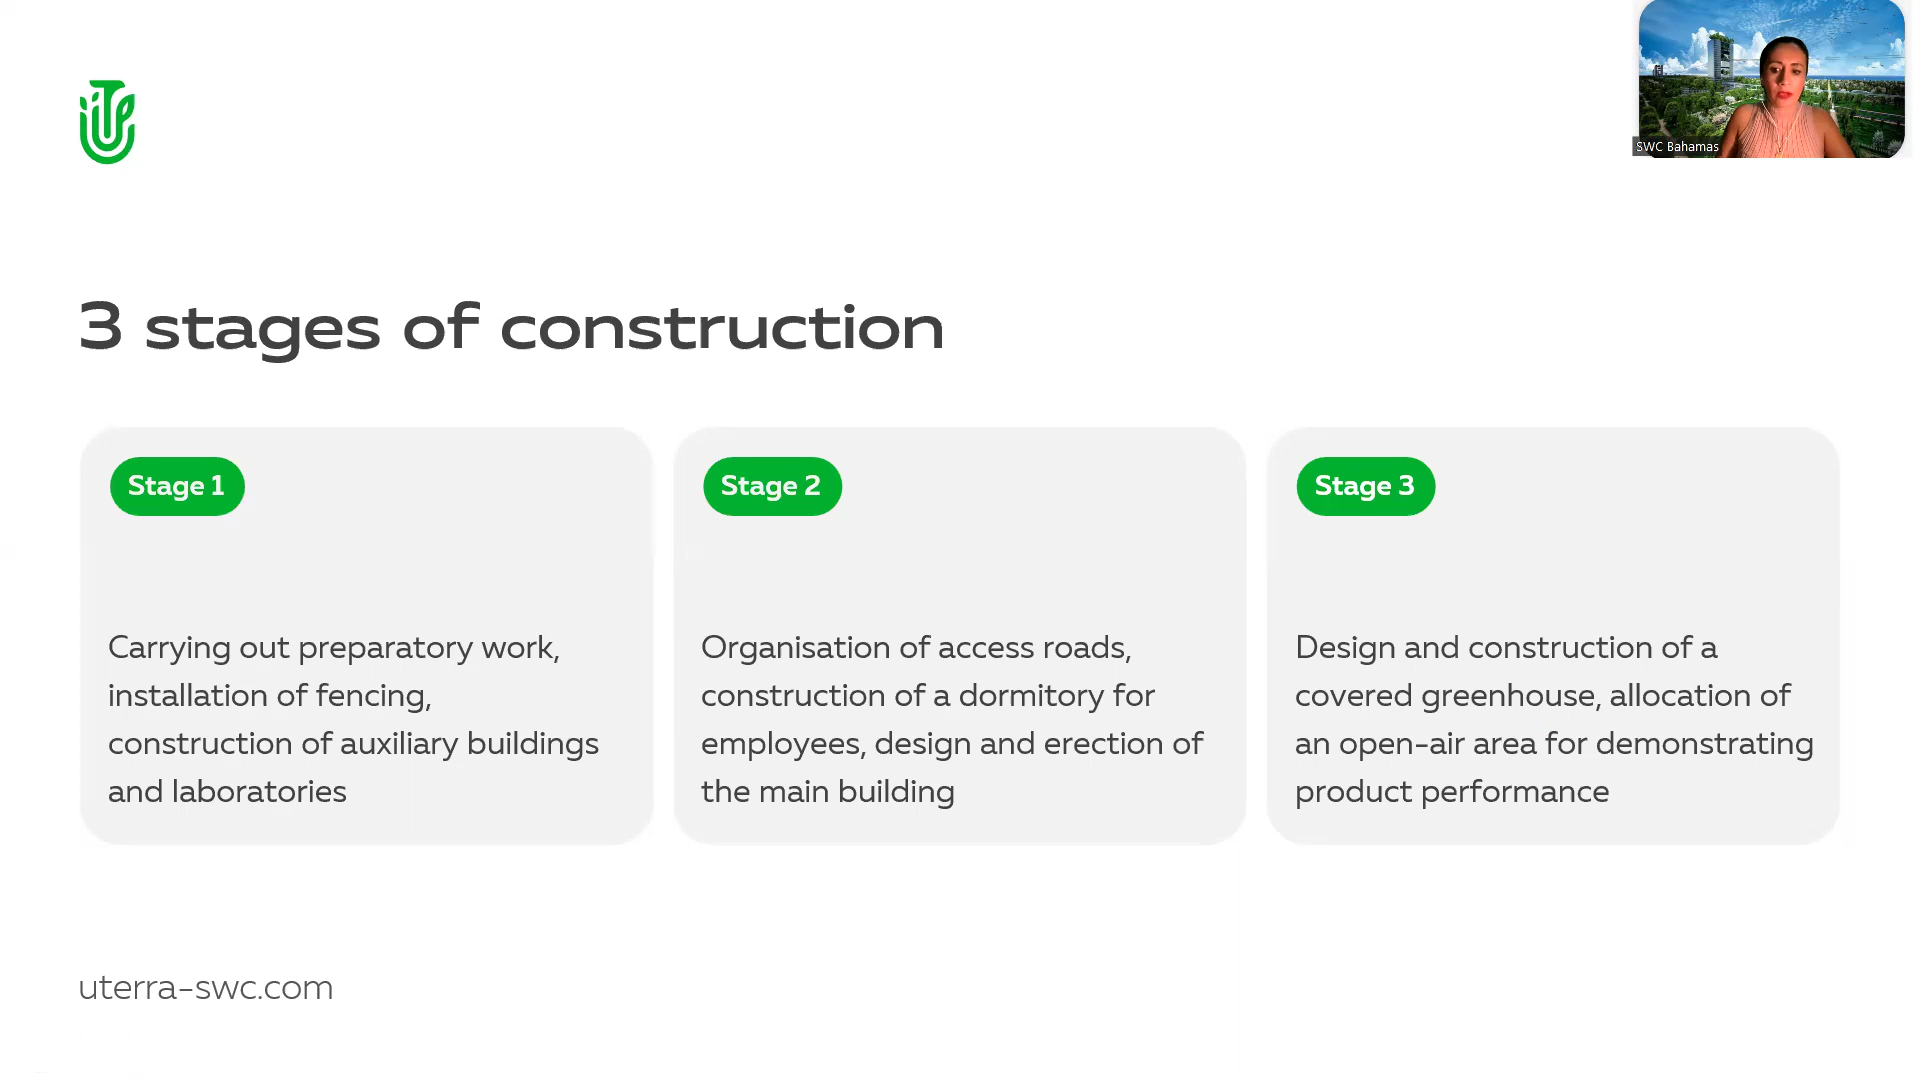 SWC Bahamas
3 stages of construction
Stage 1
Carrying out preparatory work,
installation of fencing,
construction of auxiliary buildings
and laboratories
Stage 2
Organisation of access roads,
construction of a dormitory for
employees, design and erection of
the main building
Stage 3
Design and construction of a
covered greenhouse, allocation of
an open-air area for demonstrating
product performance
uterra-swc.com